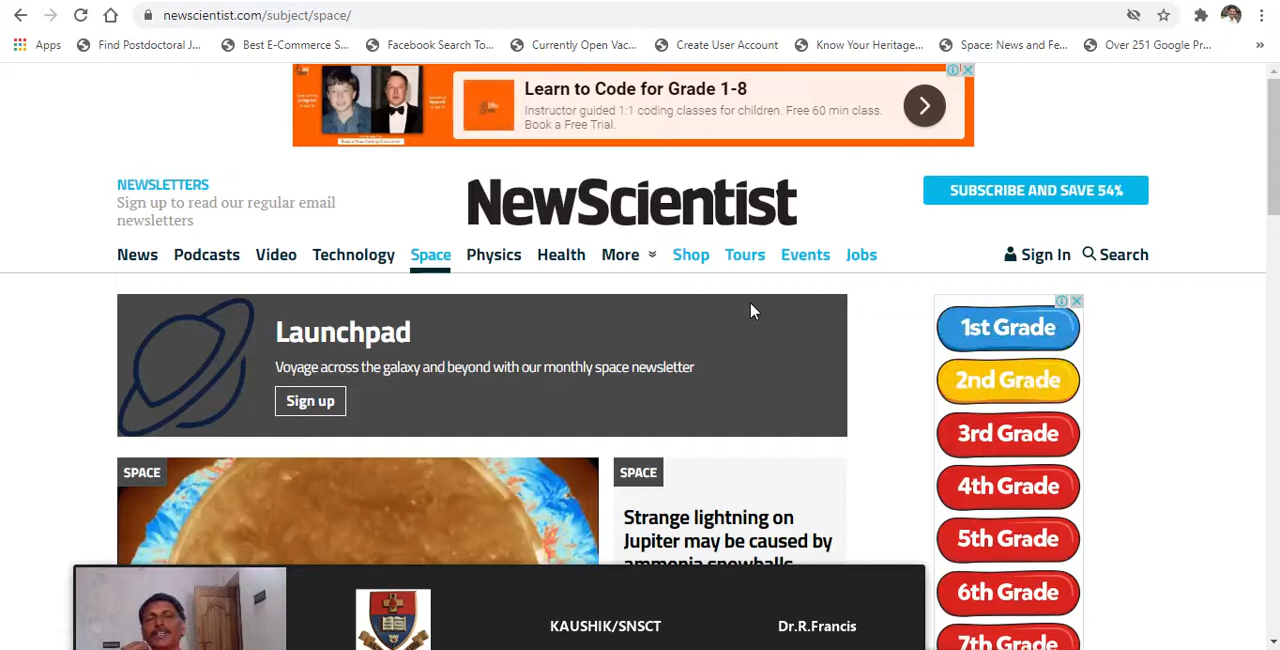 newscientist.com/subject/space/
Apps
Find Postdoctoral J...
Best E-Commerce S...
Facebook Search To...
Currently Open Vac...
Create User Account
Know Your Heritage...
Space: News and Fe...
Over 251 Google Pr...
»
Learn to Code for Grade 1-8
Instructor guided 1:1 coding classes for children. Free 60 min class.
Book a Free Trial.
NEWSLETTERS
Sign up to read our regular email
newsletters
NewScientist
SUBSCRIBE AND SAVE 54%
News Podcasts Video Technology Space Physics Health More Shop Tours Events Jobs
Sign In Search
Launchpad
Voyage across the galaxy and beyond with our monthly space newsletter
Sign up
SPACE
SPACE
Strange lightning on
Jupiter may be caused by
ammonia snowballs
1st Grade
2nd Grade
3rd Grade
4th Grade
5th Grade
6th Grade
7th Grade
KAUSHIK/SNSCT
Dr.R.Francis